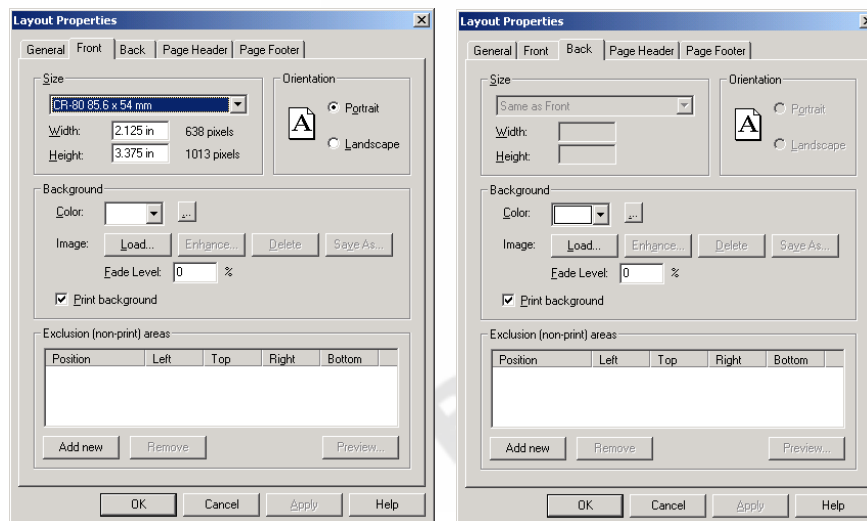 Layout Properties
General Front Back Page Header Page Footer
Size
CR-80 85.6 x 54 mm
Width: 2.125 in 638 pixels
Height: 3.375 in 1013 pixels
Orientation
A
Portrait
Landscape
Background
Color: ...
Image: Load... Enhance... Delete Save As...
Fade Level: 0 %
Print background
Exclusion (non-print) areas
Position Left Top Right Bottom
Add new Remove Preview...
OK Cancel Apply Help
Layout Properties
General Front Back Page Header Page Footer
Size
Same as Front
Width:
Height:
Orientation
A
Portrait
Landscape
Background
Color: ...
Image: Load... Enhance... Delete Save As...
Fade Level: 0 %
Print background
Exclusion (non-print) areas
Position Left Top Right Bottom
Add new Remove Preview...
OK Cancel Apply Help